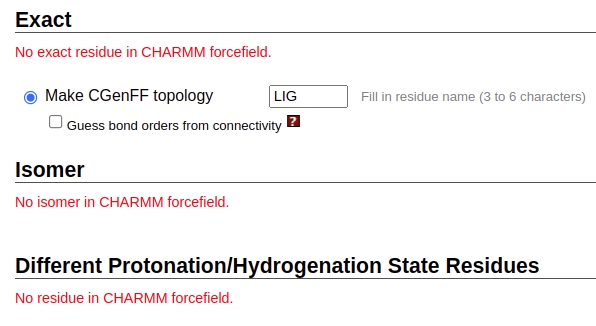 Exact
No exact residue in CHARMM forcefield.
Make CGenFF topology LIG Fill in residue name (3 to 6 characters)
Guess bond orders from connectivity ?
Isomer
No isomer in CHARMM forcefield.
Different Protonation/Hydrogenation State Residues
No residue in CHARMM forcefield.